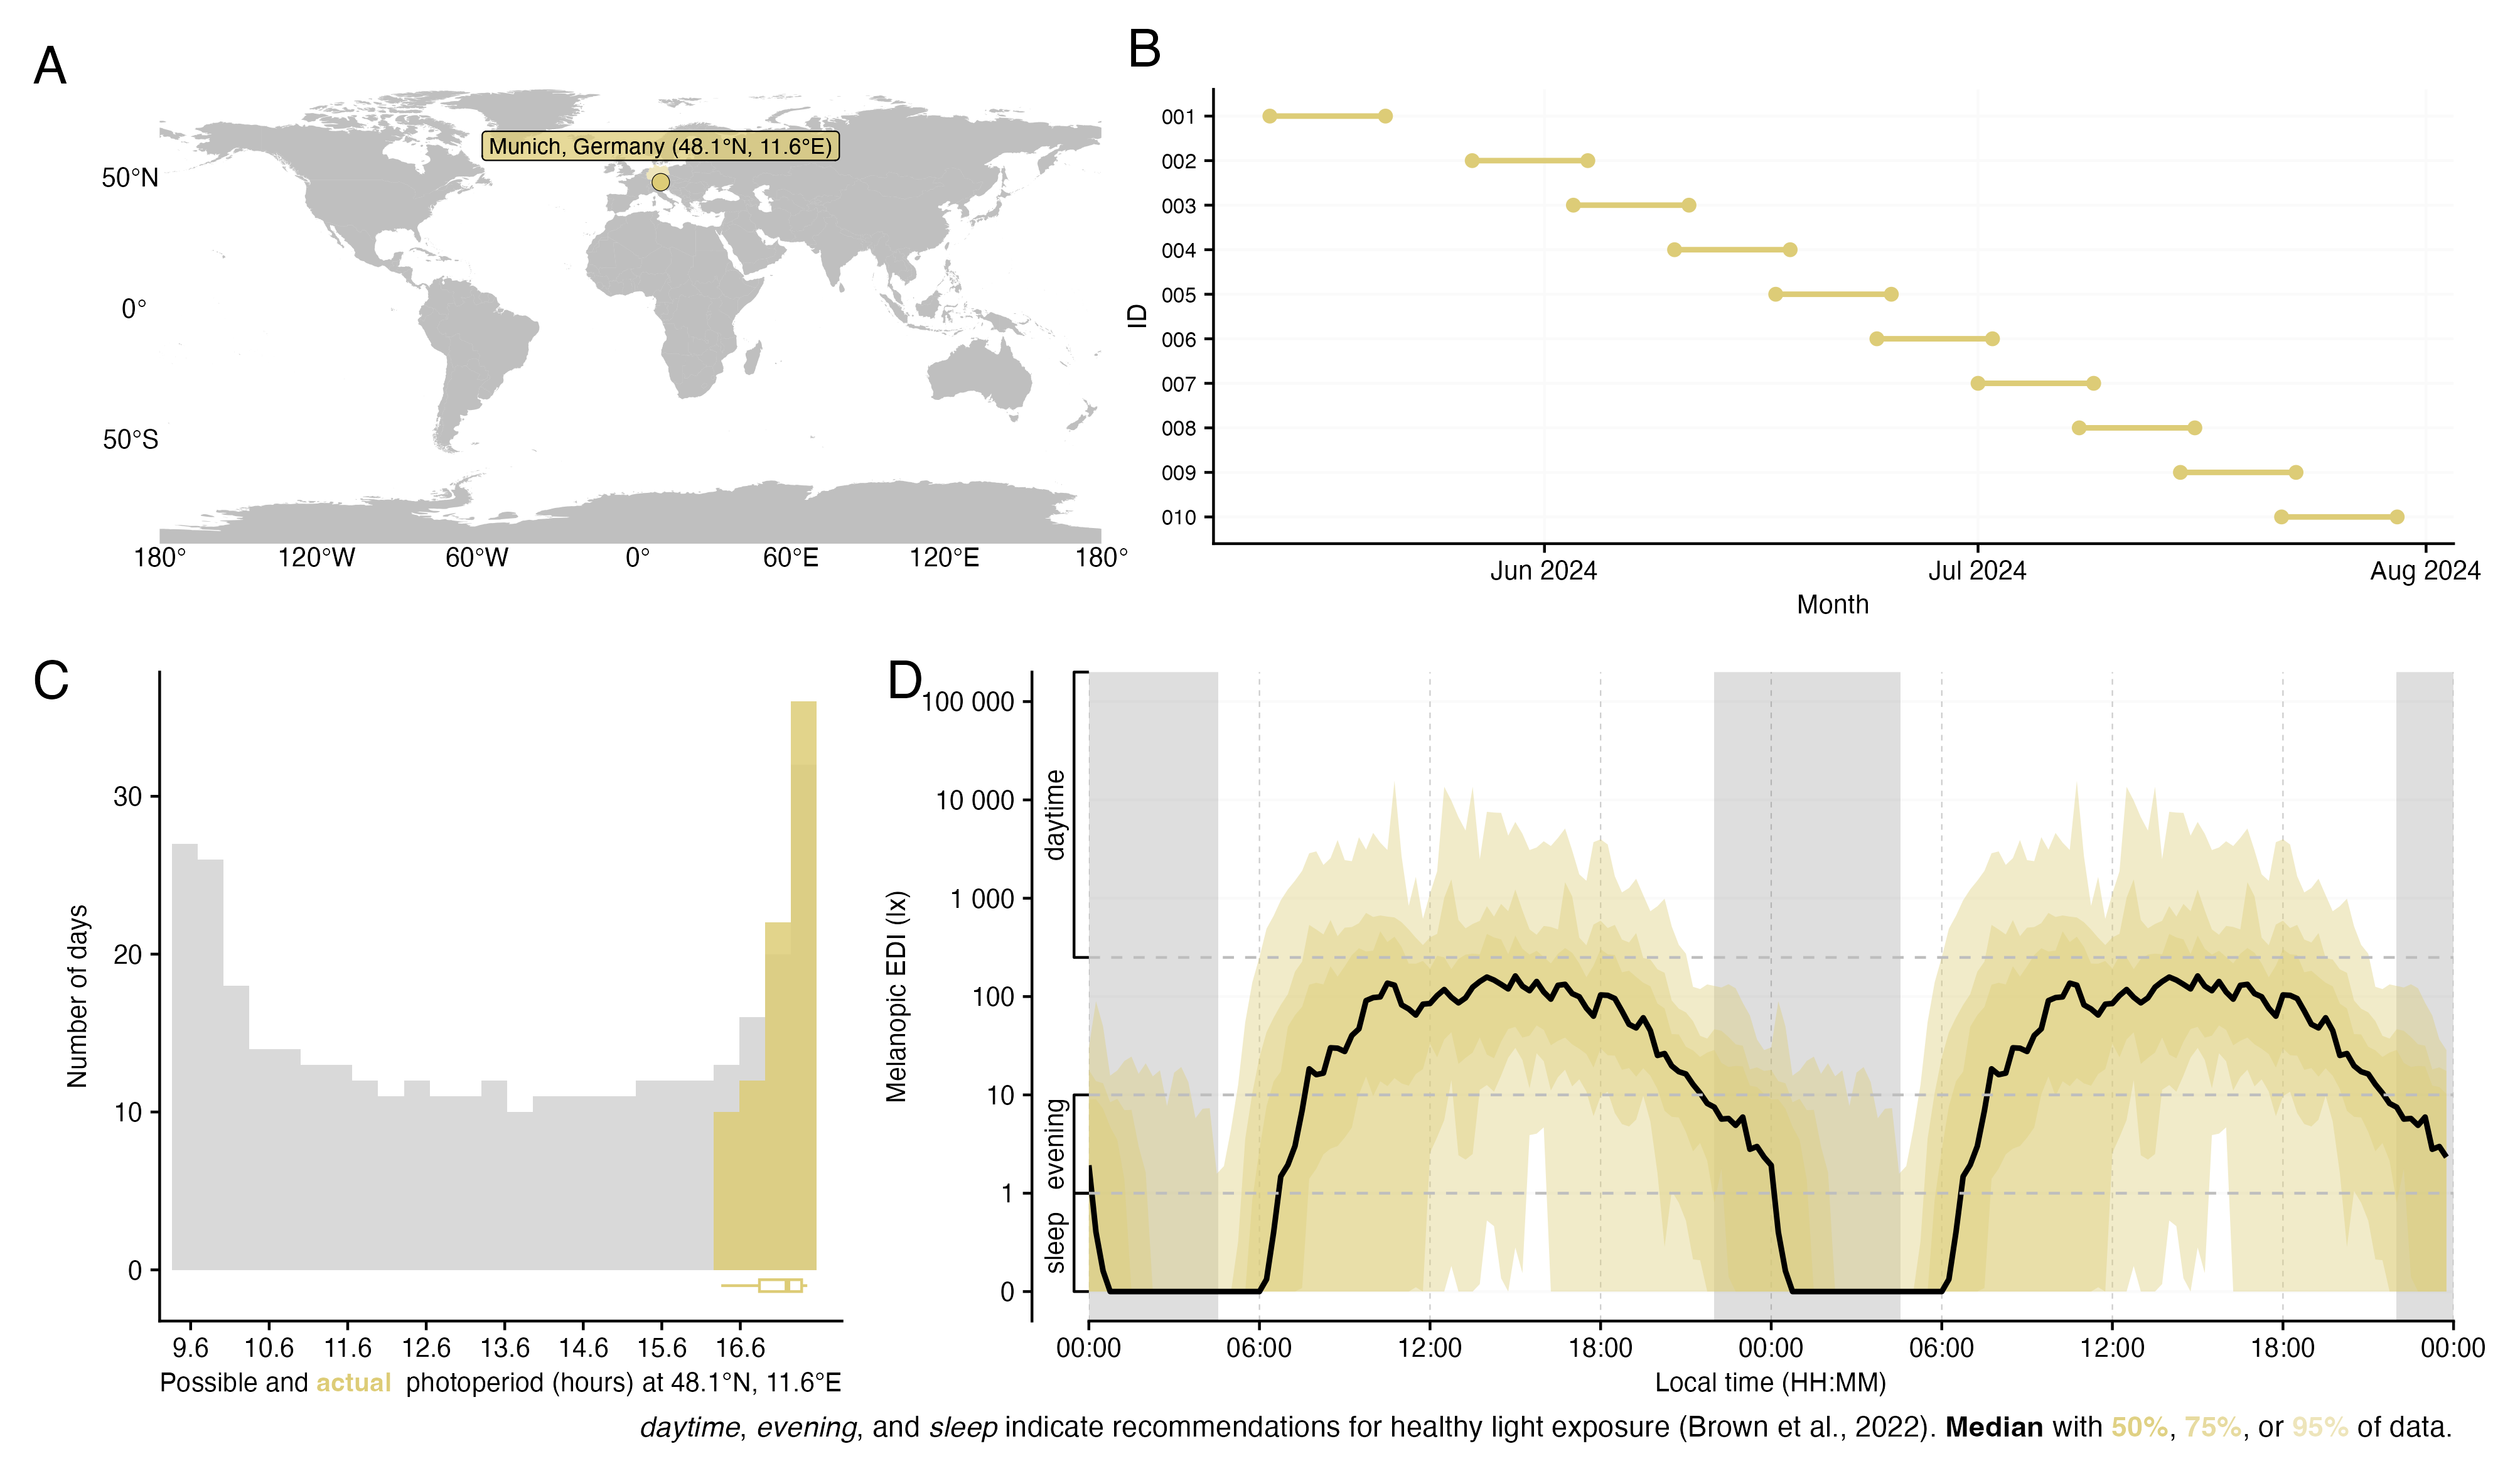 A
Munich, Germany (48.1°N, 11.6°E)
50°N
0°
50°S
180°
120°W
60°W
0°
60°E
120°E
180°
B
ID
001
002
003
004
005
006
007
008
009
010
Jun 2024
Jul 2024
Aug 2024
Month
C
Number of days
30
20
10
0
9.6
10.6
11.6
12.6
13.6
14.6
15.6
16.6
Possible and actual photoperiod (hours) at 48.1°N, 11.6°E
D
Melanopic EDI (lx)
100 000
10 000
1 000
100
10
1
0
daytime
evening
sleep
00:00
06:00
12:00
18:00
00:00
06:00
12:00
18:00
00:00
Local time (HH:MM)
daytime, evening, and sleep indicate recommendations for healthy light exposure (Brown et al., 2022). Median with 50%, 75%, or 95% of data.